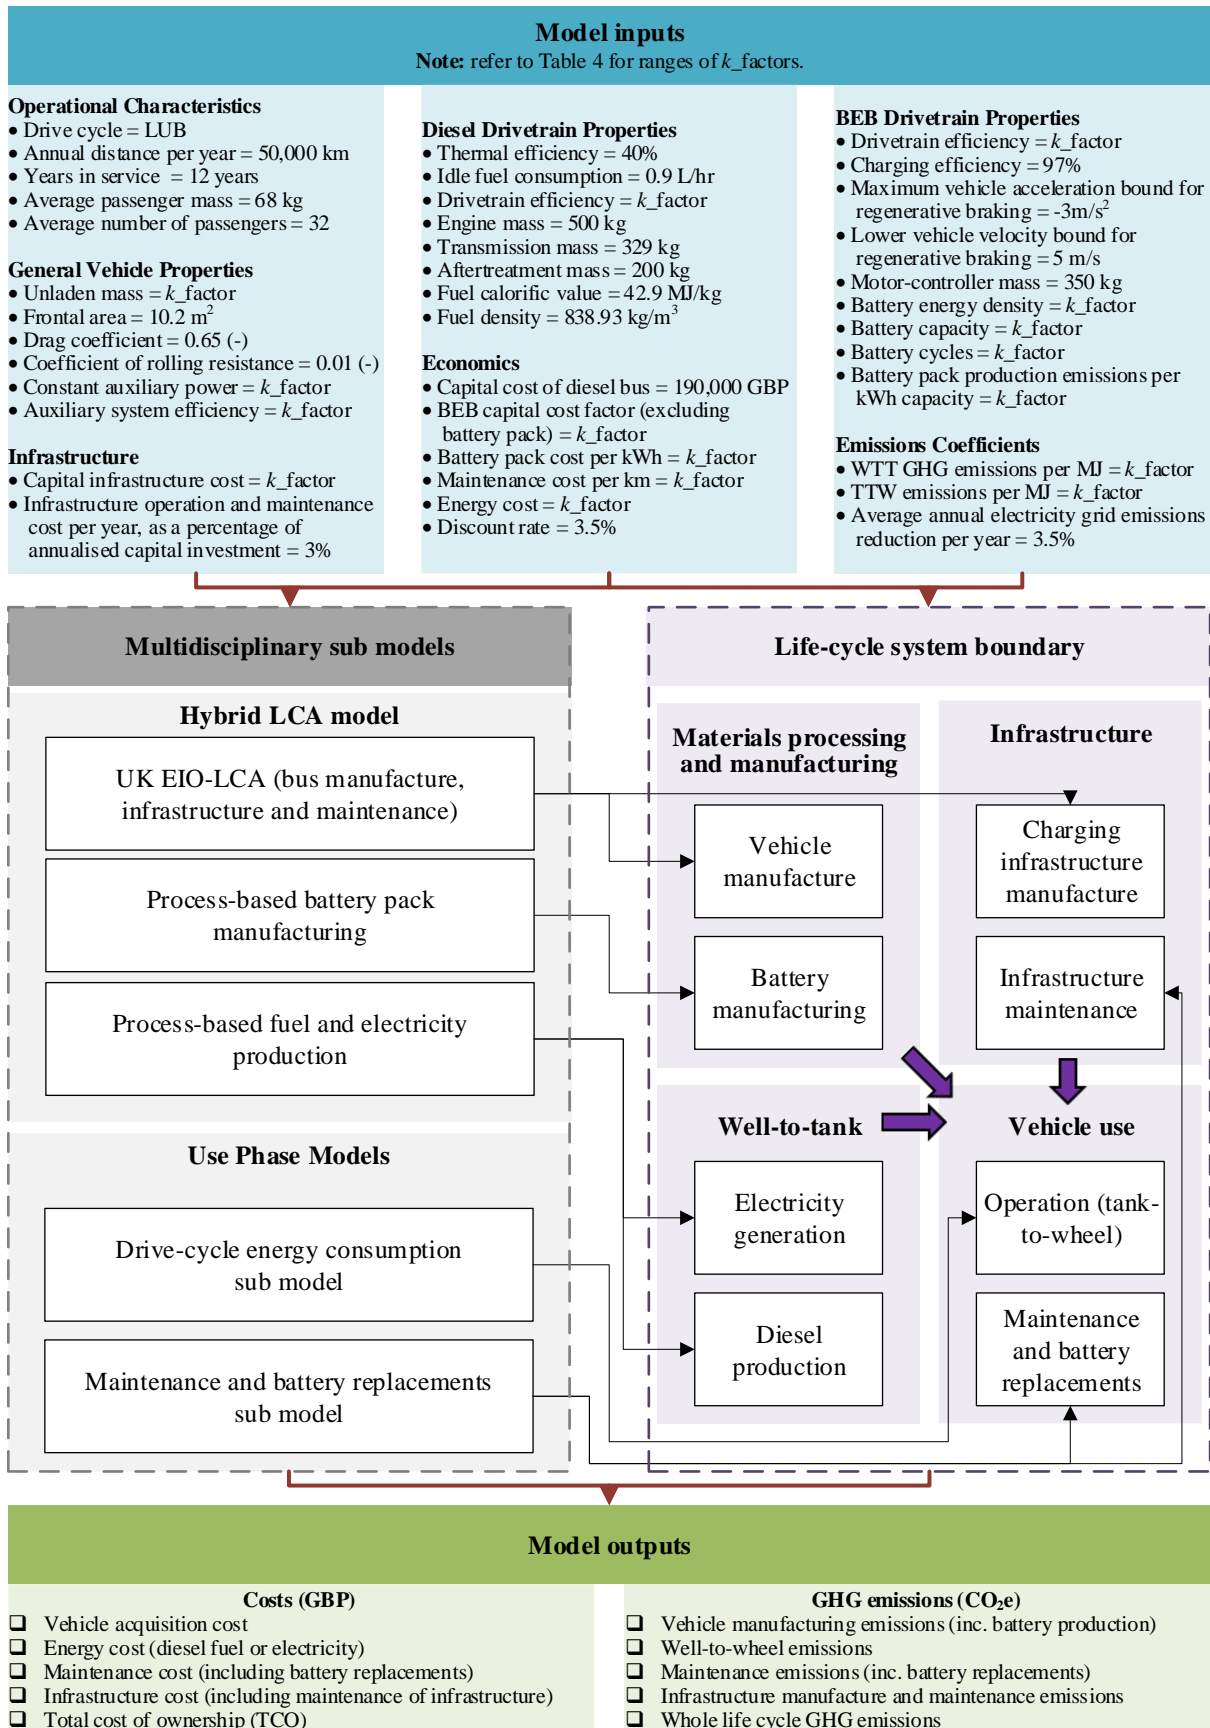 Model inputs
Note: refer to Table 4 for ranges of k_factors.
Operational Characteristics
• Drive cycle = LUB
• Annual distance per year = 50,000 km
• Years in service = 12 years
• Average passenger mass = 68 kg
• Average number of passengers = 32
General Vehicle Properties
• Unladen mass = k_factor
• Frontal area = 10.2 m²
• Drag coefficient = 0.65 (-)
• Coefficient of rolling resistance = 0.01 (-)
• Constant auxiliary power = k_factor
• Auxiliary system efficiency = k_factor
Infrastructure
• Capital infrastructure cost = k_factor
• Infrastructure operation and maintenance
cost per year, as a percentage of
annualised capital investment = 3%
Diesel Drivetrain Properties
• Thermal efficiency = 40%
• Idle fuel consumption = 0.9 L/hr
• Drivetrain efficiency = k_factor
• Engine mass = 500 kg
• Transmission mass = 329 kg
• Aftertreatment mass = 200 kg
• Fuel calorific value = 42.9 MJ/kg
• Fuel density = 838.93 kg/m³
Economics
• Capital cost of diesel bus = 190,000 GBP
• BEB capital cost factor (excluding
battery pack) = k_factor
• Battery pack cost per kWh = k_factor
• Maintenance cost per km = k_factor
• Energy cost = k_factor
• Discount rate = 3.5%
BEB Drivetrain Properties
• Drivetrain efficiency = k_factor
• Charging efficiency = 97%
• Maximum vehicle acceleration bound for
regenerative braking = -3m/s²
• Lower vehicle velocity bound for
regenerative braking = 5 m/s
• Motor-controller mass = 350 kg
• Battery energy density = k_factor
• Battery capacity = k_factor
• Battery cycles = k_factor
• Battery pack production emissions per
kWh capacity = k_factor
Emissions Coefficients
• WTT GHG emissions per MJ = k_factor
• TTW emissions per MJ = k_factor
• Average annual electricity grid emissions
reduction per year = 3.5%
Multidisciplinary sub models
Hybrid LCA model
UK EIO-LCA (bus manufacture,
infrastructure and maintenance)
Process-based battery pack
manufacturing
Process-based fuel and electricity
production
Use Phase Models
Drive-cycle energy consumption
sub model
Maintenance and battery replacements
sub model
Life-cycle system boundary
Materials processing
and manufacturing
Vehicle
manufacture
Battery
manufacturing
Infrastructure
Charging
infrastructure
manufacture
Infrastructure
maintenance
Well-to-tank
Electricity
generation
Diesel
production
Vehicle use
Operation (tank-
to-wheel)
Maintenance
and battery
replacements
Model outputs
Costs (GBP)
❑ Vehicle acquisition cost
❑ Energy cost (diesel fuel or electricity)
❑ Maintenance cost (including battery replacements)
❑ Infrastructure cost (including maintenance of infrastructure)
❑ Total cost of ownership (TCO)
GHG emissions (CO₂e)
❑ Vehicle manufacturing emissions (inc. battery production)
❑ Well-to-wheel emissions
❑ Maintenance emissions (inc. battery replacements)
❑ Infrastructure manufacture and maintenance emissions
❑ Whole life cycle GHG emissions